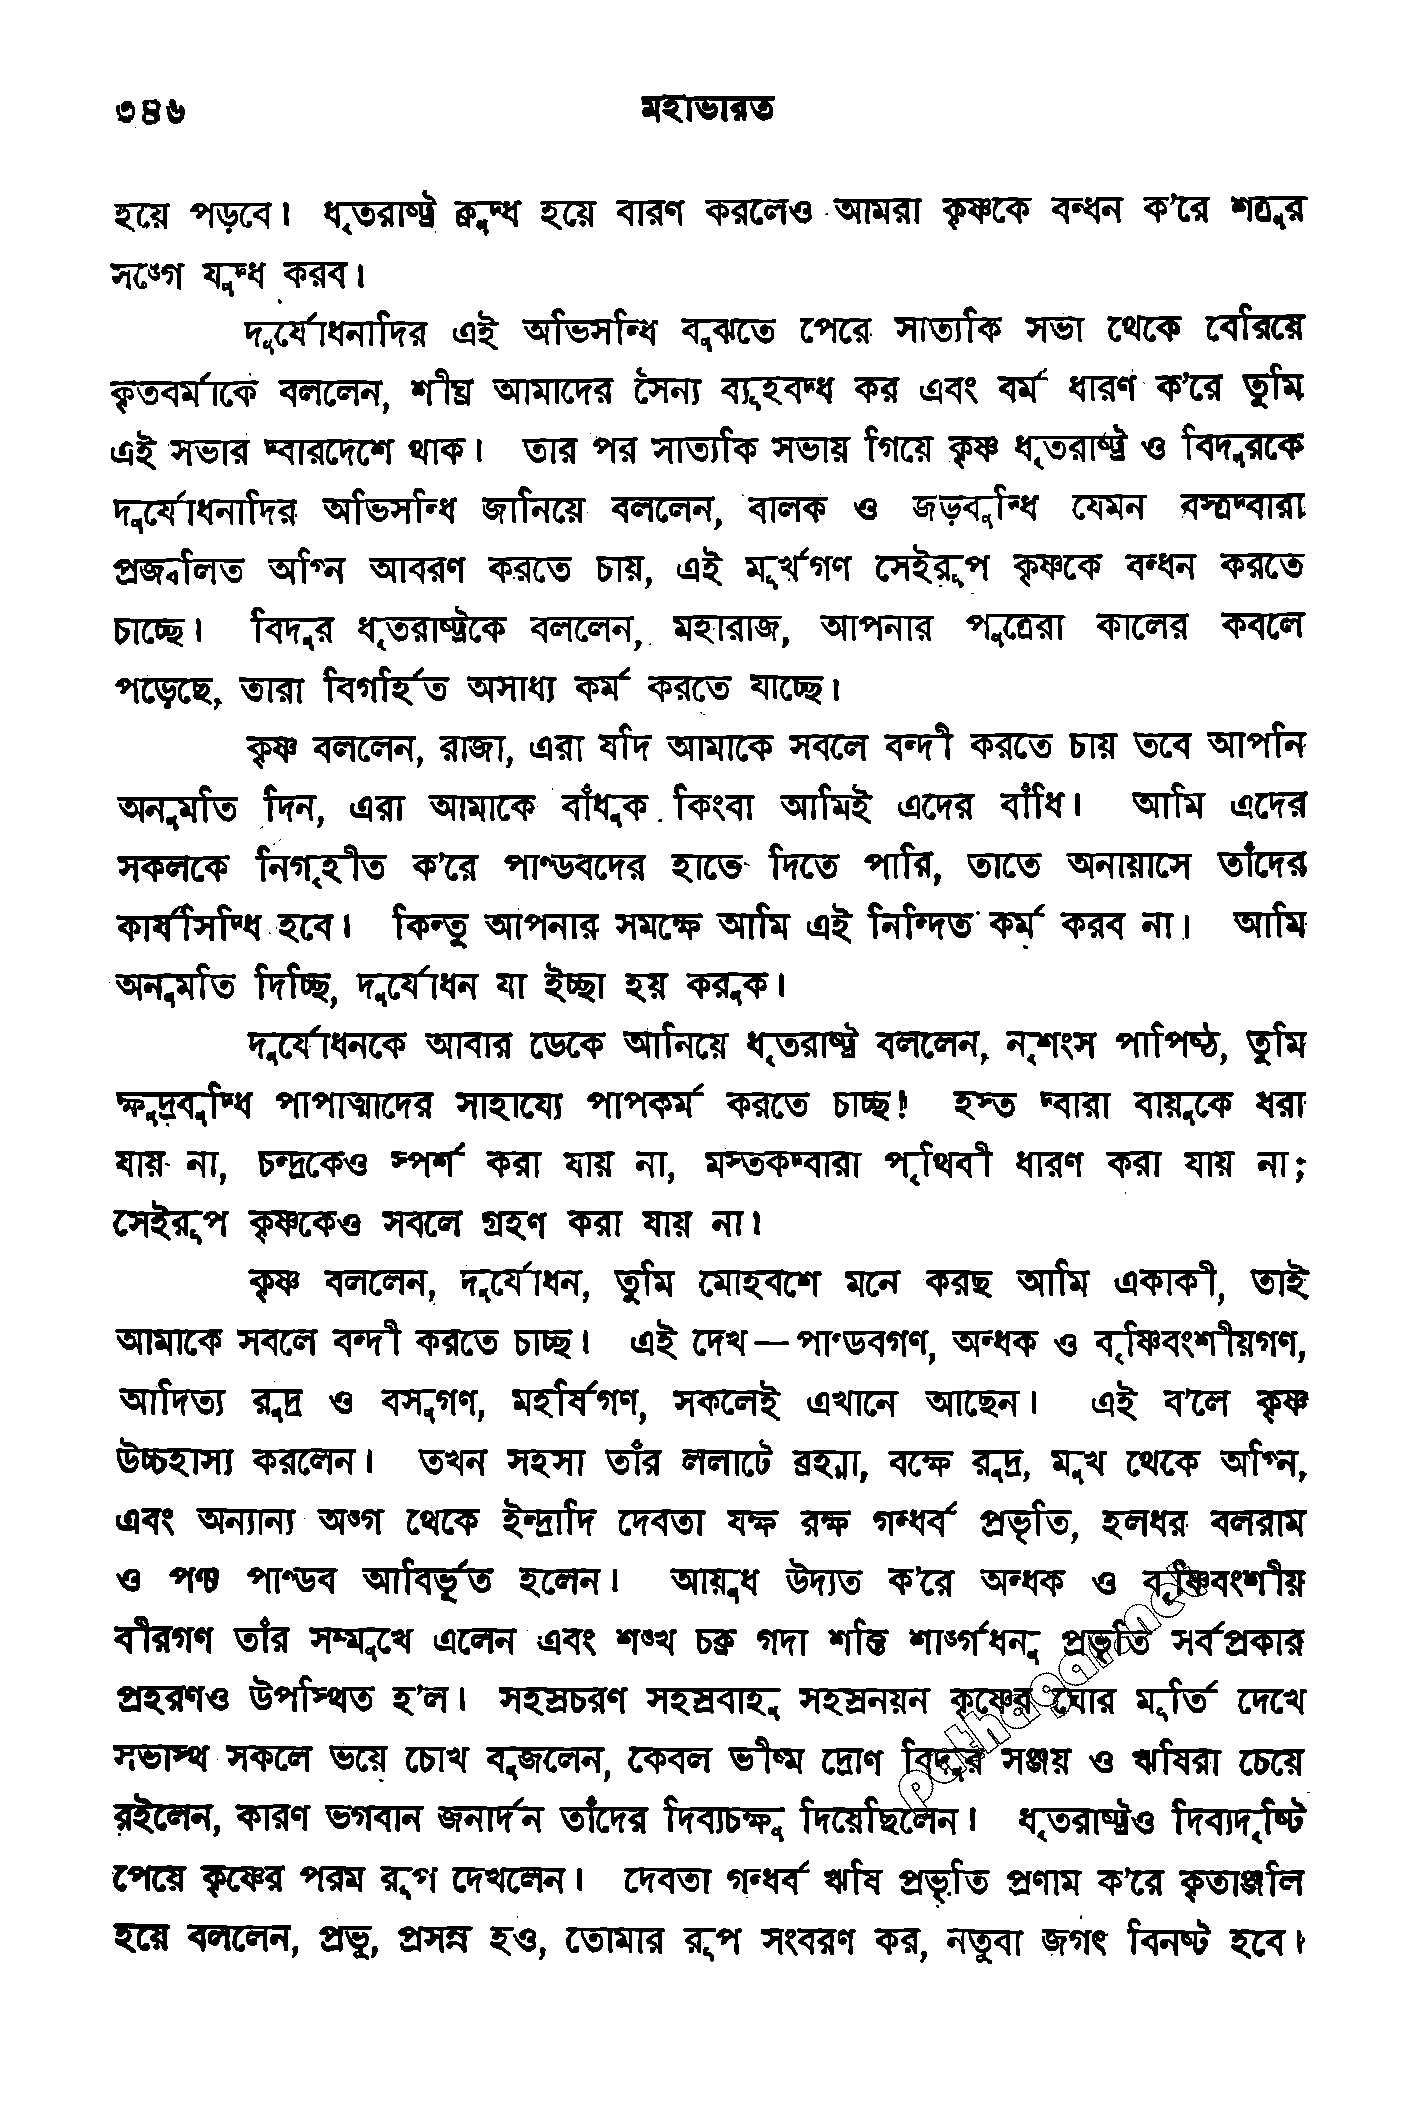 ৩৪৬ মহাভারত
হয়ে পড়বে। ধৃতরাষ্ট্র ক্রুদ্ধ হয়ে বারণ করলেও আমরা কৃষ্ণকে বন্ধন ক'রে শত্রুর
সঙ্গে যুদ্ধ করব।
দুর্যোধনাদির এই অভিসন্ধি বুঝতে পেরে সাত্যকি সভা থেকে বেরিয়ে
কৃতবর্মাকে বললেন, শীঘ্র আমাদের সৈন্য ব্যূহবদ্ধ কর এবং বর্ম ধারণ ক'রে তুমি
এই সভার দ্বারদেশে থাক। তার পর সাত্যকি সভায় গিয়ে কৃষ্ণ ধৃতরাষ্ট্র ও বিদুরকে
দুর্যোধনাদির অভিসন্ধি জানিয়ে বললেন, বালক ও জড়বুদ্ধি যেমন বস্ত্রদ্বারা
প্রজ্বলিত অগ্নি আবরণ করতে চায়, এই মূর্খগণ সেইরূপ কৃষ্ণকে বন্ধন করতে
চাচ্ছে। বিদুর ধৃতরাষ্ট্রকে বললেন, মহারাজ, আপনার পুত্রেরা কালের কবলে
পড়েছে, তারা বিগর্হিত অসাধ্য কর্ম করতে যাচ্ছে।
কৃষ্ণ বললেন, রাজা, এরা যদি আমাকে সবলে বন্দী করতে চায় তবে আপনি
অনুমতি দিন, এরা আমাকে বাঁধুক কিংবা আমিই এদের বাঁধি। আমি এদের
সকলকে নিগৃহীত ক'রে পাণ্ডবদের হাতে দিতে পারি, তাতে অনায়াসে তাঁদের
কার্যসিদ্ধি হবে। কিন্তু আপনার সমক্ষে আমি এই নিন্দিত কর্ম করব না। আমি
অনুমতি দিচ্ছি, দুর্যোধন যা ইচ্ছা হয় করুক।
দুর্যোধনকে আবার ডেকে আনিয়ে ধৃতরাষ্ট্র বললেন, নৃশংস পাপিষ্ঠ, তুমি
ক্ষুদ্রবুদ্ধি পাপাত্মাদের সাহায্যে পাপকর্ম করতে চাচ্ছ! হস্ত দ্বারা বায়ুকে ধরা
যায় না, চন্দ্রকেও স্পর্শ করা যায় না, মস্তকদ্বারা পৃথিবী ধারণ করা যায় না;
সেইরূপ কৃষ্ণকেও সবলে গ্রহণ করা যায় না।
কৃষ্ণ বললেন, দুর্যোধন, তুমি মোহবশে মনে করছ আমি একাকী, তাই
আমাকে সবলে বন্দী করতে চাচ্ছ। এই দেখ—পাণ্ডবগণ, অন্ধক ও বৃষ্ণিবংশীয়গণ,
আদিত্য রুদ্র ও বসুগণ, মহর্ষিগণ, সকলেই এখানে আছেন। এই ব'লে কৃষ্ণ
উচ্চহাস্য করলেন। তখন সহসা তাঁর ললাটে ব্রহ্মা, বক্ষে রুদ্র, মুখ থেকে অগ্নি,
এবং অন্যান্য অঙ্গ থেকে ইন্দ্রাদি দেবতা যক্ষ রক্ষ গন্ধর্ব প্রভৃতি, হলধর বলরাম
ও পঞ্চ পাণ্ডব আবির্ভূত হলেন। আয়ুধ উদ্যত ক'রে অন্ধক ও বৃষ্ণিবংশীয়
বীরগণ তাঁর সম্মুখে এলেন এবং শঙ্খ চক্র গদা শক্তি শার্ঙ্গধনু প্রভৃতি সর্বপ্রকার
প্রহরণও উপস্থিত হ'ল। সহস্রচরণ সহস্রবাহু সহস্রনয়ন কৃষ্ণের ঘোর মূর্তি দেখে
সভাস্থ সকলে ভয়ে চোখ বুজলেন, কেবল ভীষ্ম দ্রোণ বিদুর সঞ্জয় ও ঋষিরা চেয়ে
রইলেন, কারণ ভগবান জনার্দন তাঁদের দিব্যচক্ষু দিয়েছিলেন। ধৃতরাষ্ট্রও দিব্যদৃষ্টি
পেয়ে কৃষ্ণের পরম রূপ দেখলেন। দেবতা গন্ধর্ব ঋষি প্রভৃতি প্রণাম ক'রে কৃতাঞ্জলি
হয়ে বললেন, প্রভু, প্রসন্ন হও, তোমার রূপ সংবরণ কর, নতুবা জগৎ বিনষ্ট হবে।